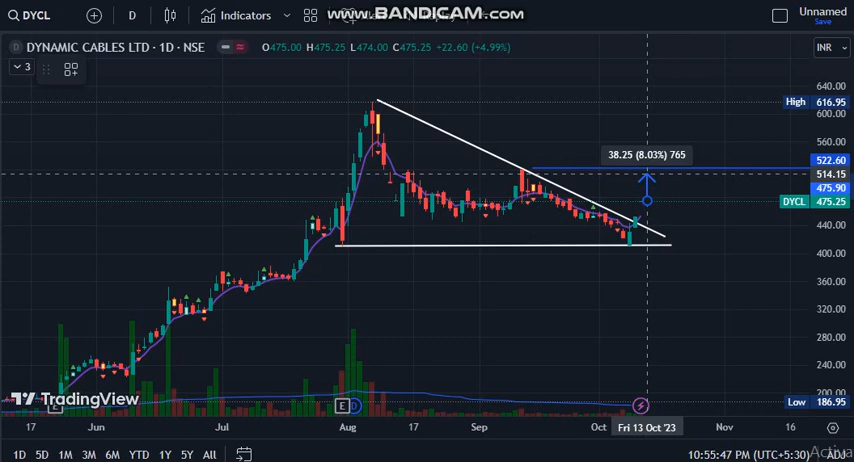 DYCL D Indicators Unnamed
www.BANDICAM.com
Save
D DYNAMIC CABLES LTD · 1D · NSE O475.00 H475.25 L474.00 C475.25 +22.60 (+4.99%) INR
3
640.00
High 616.95
600.00
560.00
38.25 (8.03%) 765
522.60
514.15
475.90
DYCL 475.25
440.00
400.00
360.00
320.00
280.00
240.00
200.00
TradingView
E E D
Low 186.95
17 Jun Jul Aug 17 Sep Oct Fri 13 Oct '23 Nov 16
1D 5D 1M 3M 6M YTD 1Y 5Y All 10:55:47 PM (UTC+5:30) ADJ
Activa